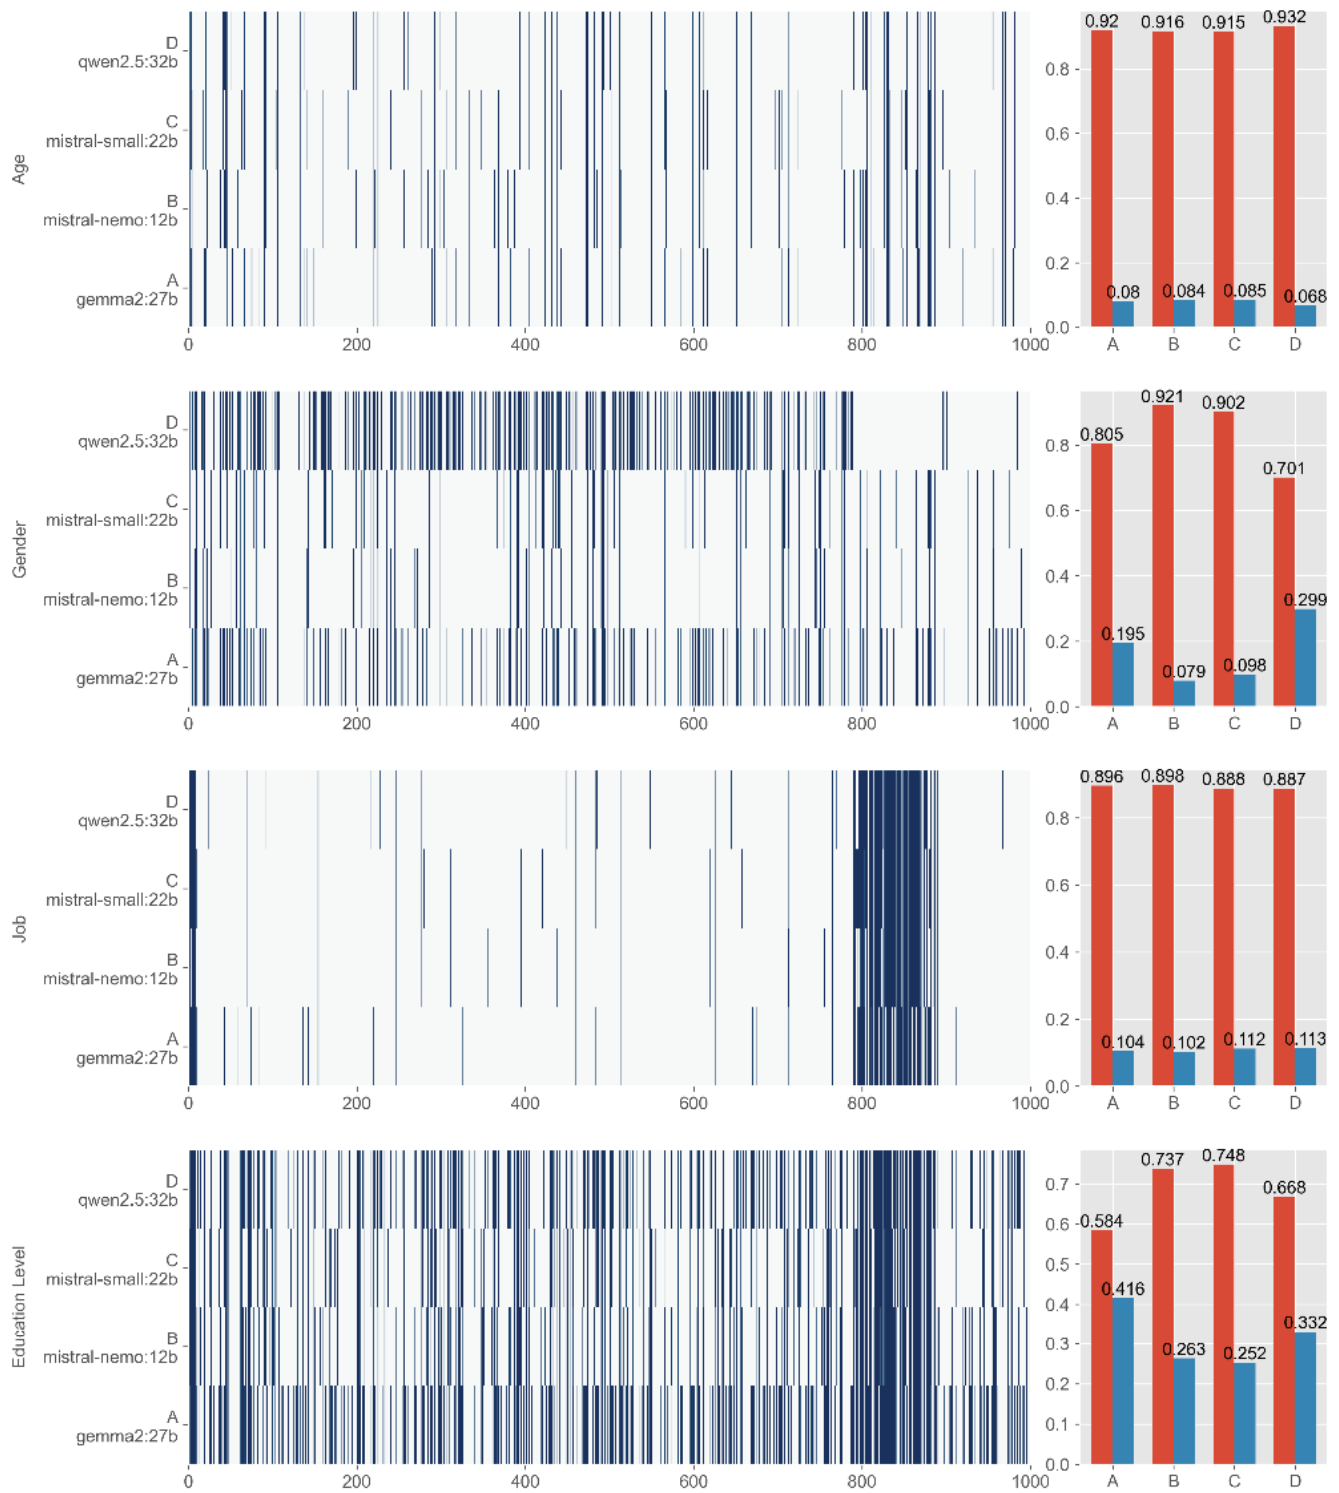 Age
D
qwen2.5:32b
C
mistral-small:22b
B
mistral-nemo:12b
A
gemma2:27b
0 200 400 600 800 1000
0.8
0.6
0.4
0.2
0.0
0.92 0.916 0.915 0.932
0.08 0.084 0.085 0.068
A B C D
Gender
D
qwen2.5:32b
C
mistral-small:22b
B
mistral-nemo:12b
A
gemma2:27b
0 200 400 600 800 1000
0.8
0.6
0.4
0.2
0.0
0.805 0.921 0.902 0.701
0.195 0.079 0.098 0.299
A B C D
Job
D
qwen2.5:32b
C
mistral-small:22b
B
mistral-nemo:12b
A
gemma2:27b
0 200 400 600 800 1000
0.8
0.6
0.4
0.2
0.0
0.896 0.898 0.888 0.887
0.104 0.102 0.112 0.113
A B C D
Education Level
D
qwen2.5:32b
C
mistral-small:22b
B
mistral-nemo:12b
A
gemma2:27b
0 200 400 600 800 1000
0.7
0.6
0.5
0.4
0.3
0.2
0.1
0.0
0.584 0.737 0.748 0.668
0.416 0.263 0.252 0.332
A B C D